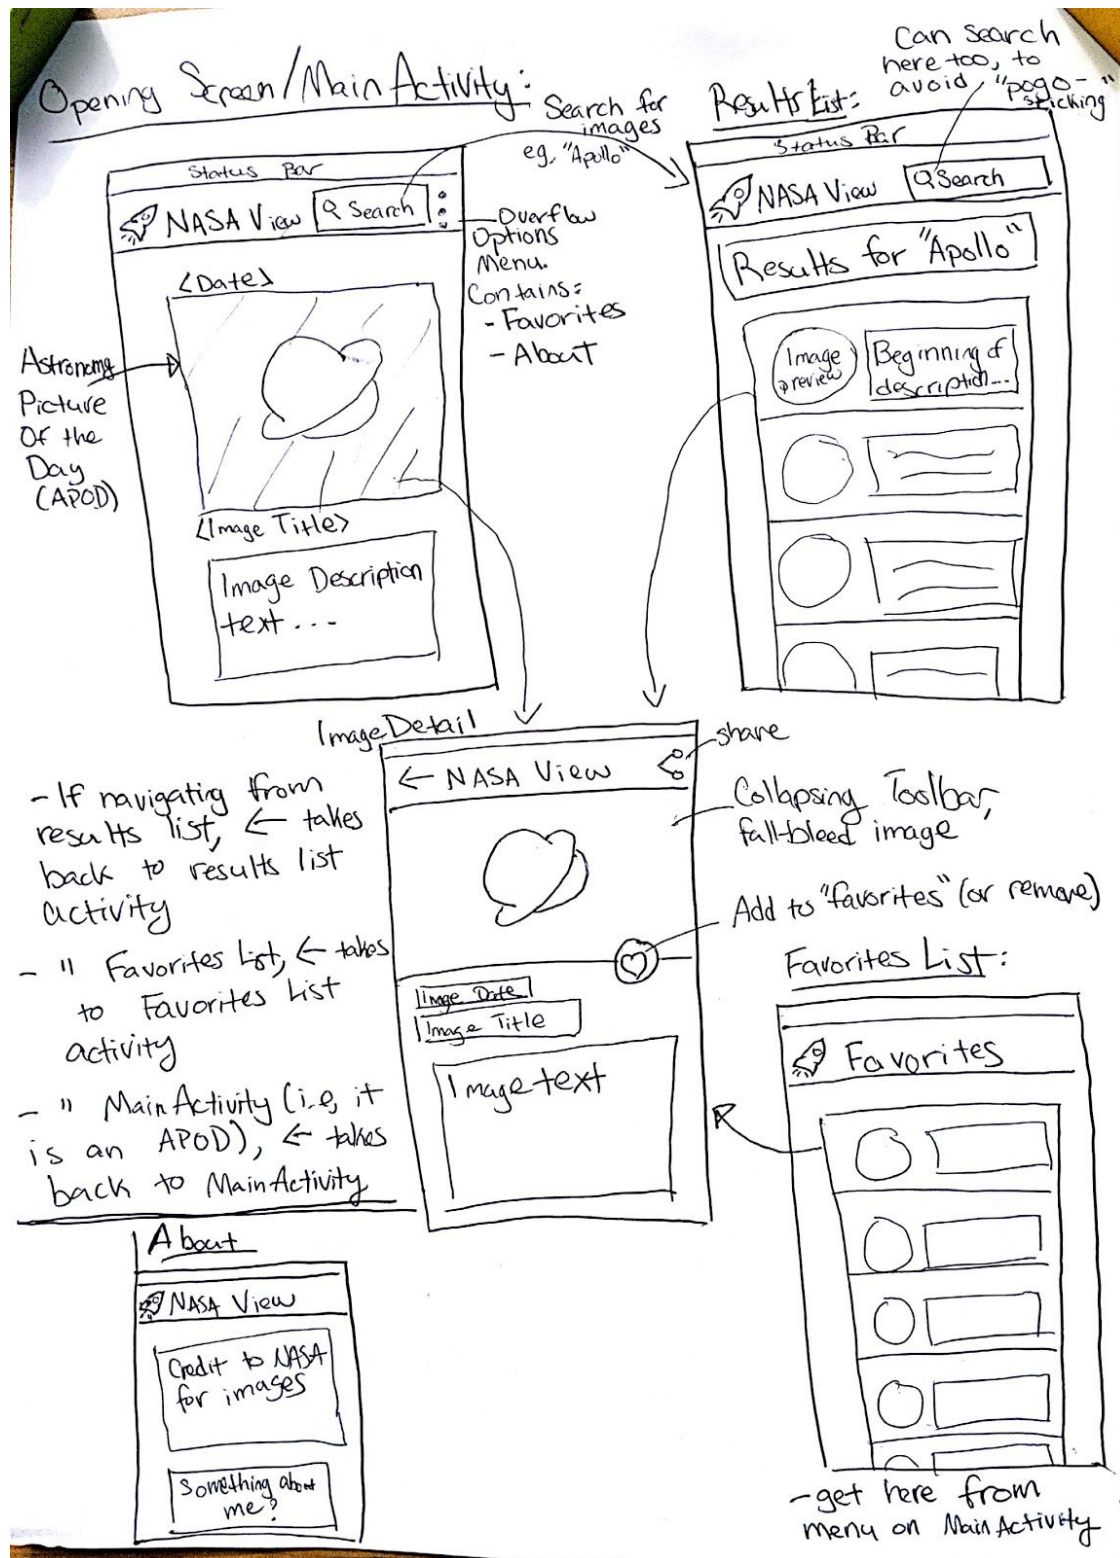 Opening Screen/Main Activity:
Status Bar
NASA View
Search
<Date>
Astronomy
Picture
Of the
Day
(APOD)
<Image Title>
Image Description
text ...
Search for
images
eg, "Apollo"
Overflow
Options
Menu.
Contains:
- Favorites
- About
Results List:
Can search
here too, to
avoid "pogo-
sticking"
Status Bar
NASA View
Search
Results for "Apollo"
Image
preview
Beginning of
description...
Image Detail
← NASA View
share
Collapsing Toolbar,
full-bleed image
Add to "favorites" (or remove)
Image Date
Image Title
Image text
- If navigating from
results list, ← takes
back to results list
activity
- " Favorites List, ← takes
to Favorites List
activity
- " MainActivity (i.e, it
is an APOD), ← takes
back to MainActivity
Favorites List:
Favorites
- get here from
menu on MainActivity
About
NASA View
Credit to NASA
for images
Something about
me?